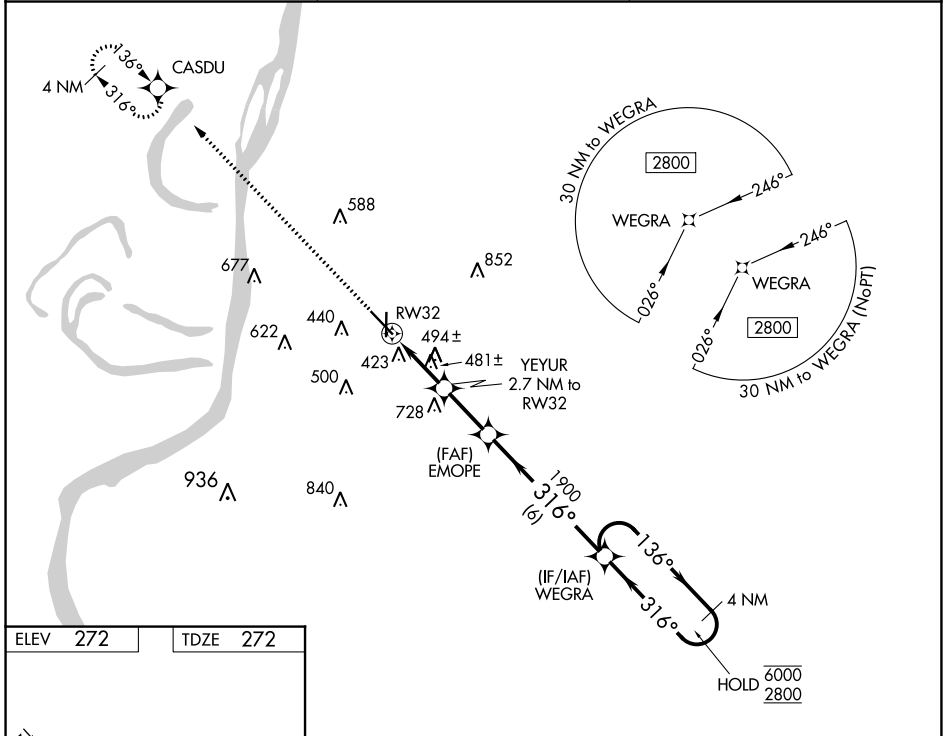 136°
CASDU
4 NM
316°
30 NM to WEGRA
2800
246°
WEGRA
026°
588
677
852
246°
WEGRA
2800
026°
30 NM to WEGRA (NoPT)
440
RW32
622
494±
423
481±
YEYUR
2.7 NM to
RW32
500
728
(FAF)
EMOPE
936
840
1900
316°
(6)
136°
(IF/IAF)
WEGRA
4 NM
316°
HOLD
6000
2800
ELEV 272
TDZE 272